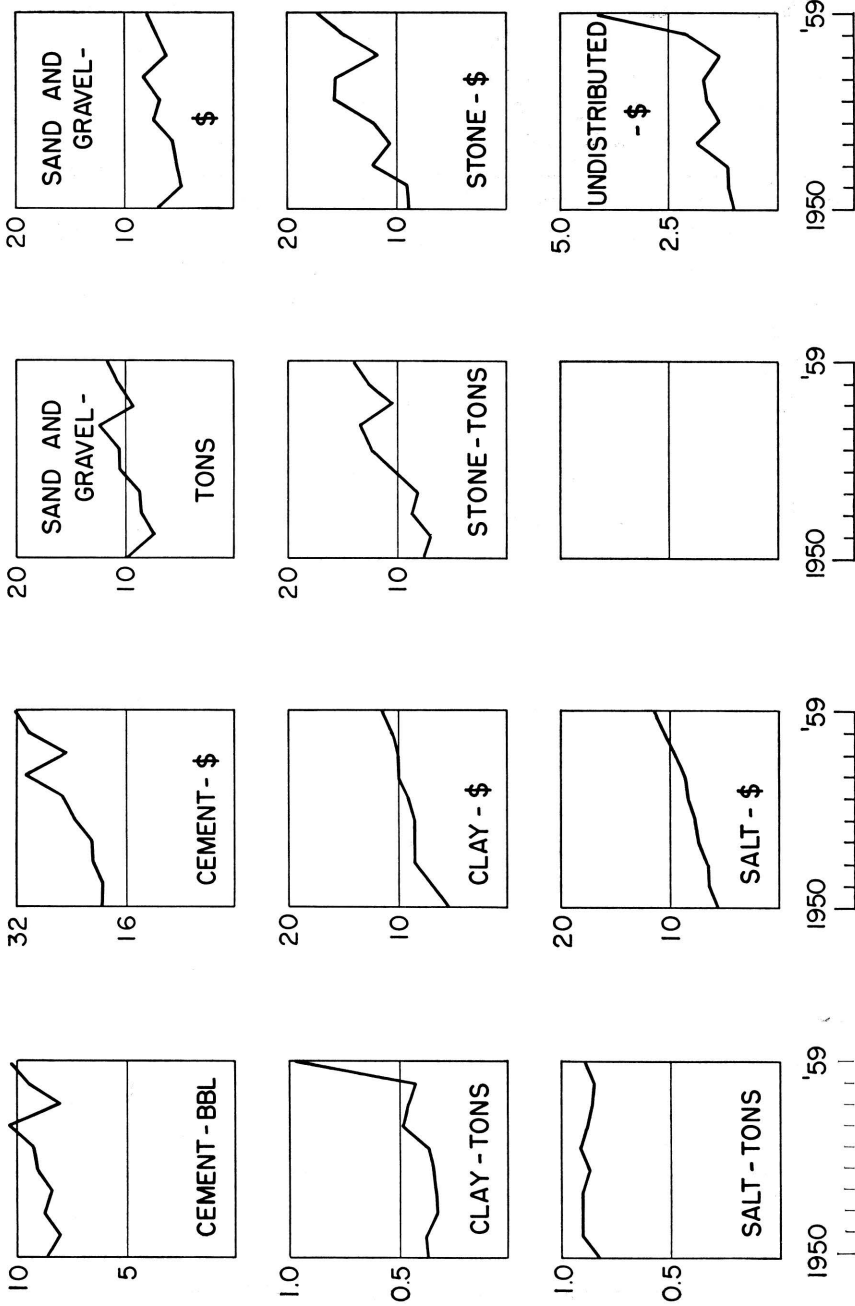 10
5
CEMENT-BBL
32
16
CEMENT-$
20
10
SAND AND
GRAVEL-
TONS
20
10
SAND AND
GRAVEL-
$
1.0
0.5
CLAY-TONS
20
10
CLAY-$
20
10
STONE-TONS
20
10
STONE-$
1.0
0.5
SALT-TONS
20
10
SALT-$
5.0
2.5
UNDISTRIBUTED
-$
1950 '59
1950 '59
1950 '59
1950 '59